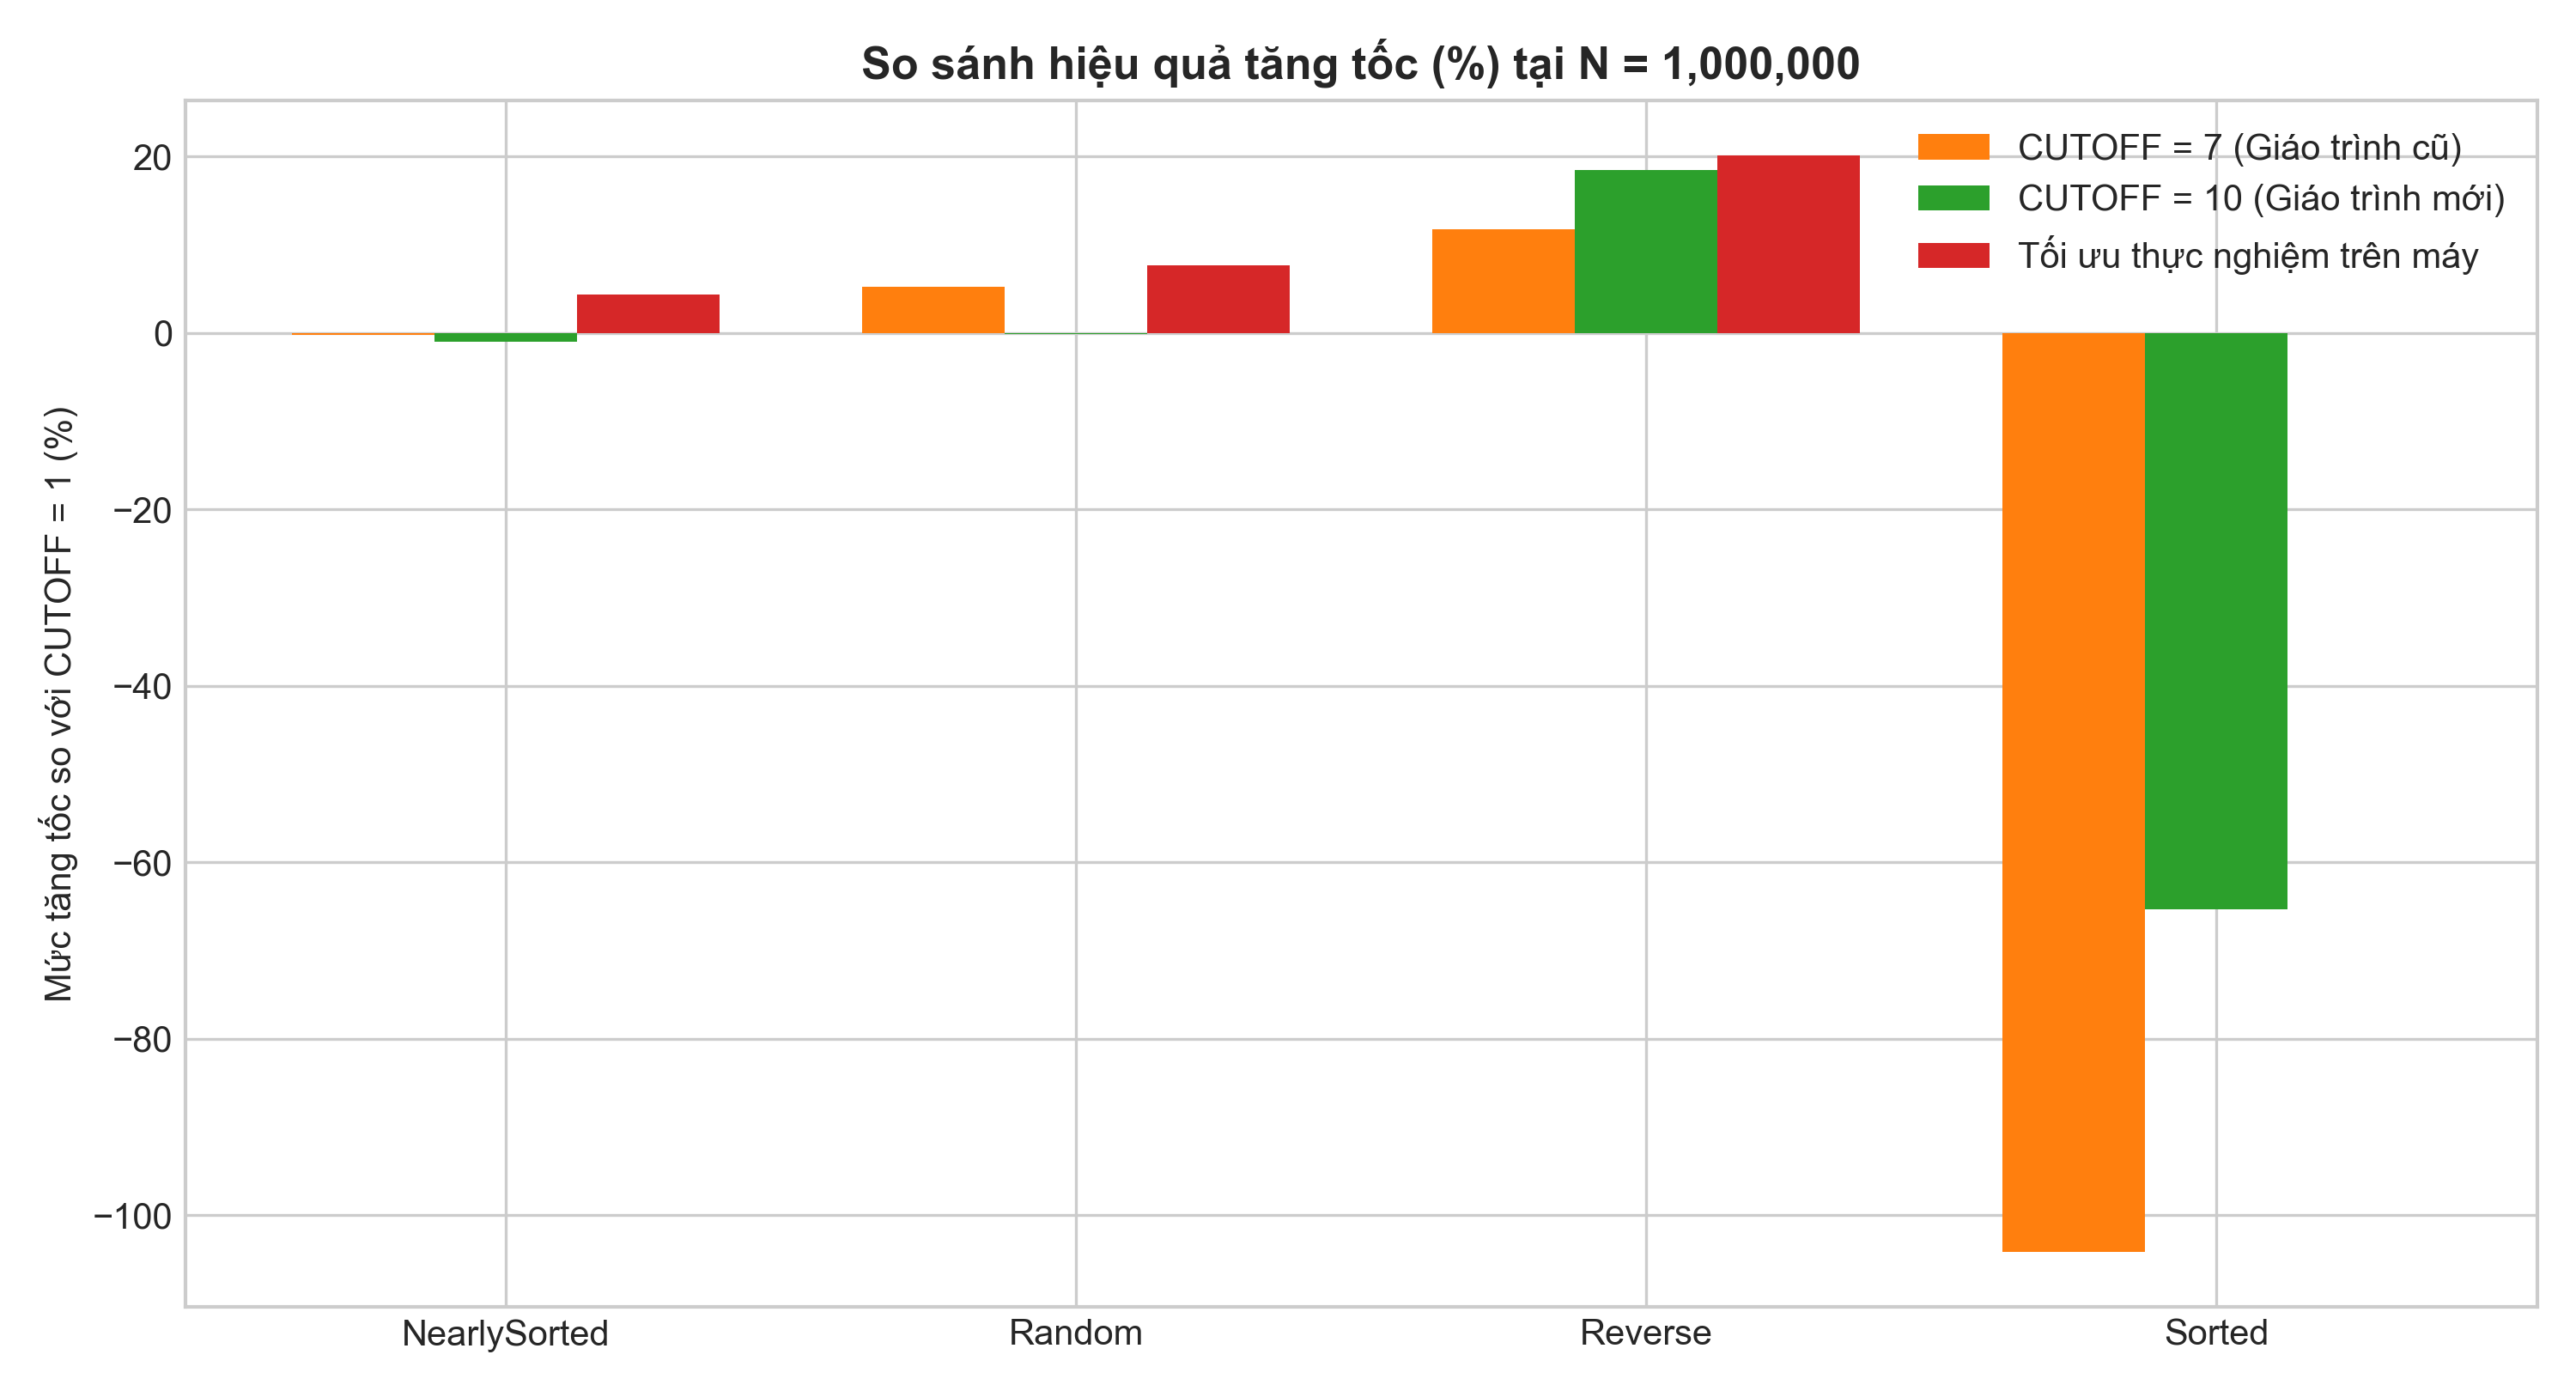 So sánh hiệu quả tăng tốc (%) tại N = 1,000,000
Mức tăng tốc so với CUTOFF = 1 (%)
20
0
−20
−40
−60
−80
−100
CUTOFF = 7 (Giáo trình cũ)
CUTOFF = 10 (Giáo trình mới)
Tối ưu thực nghiệm trên máy
NearlySorted
Random
Reverse
Sorted